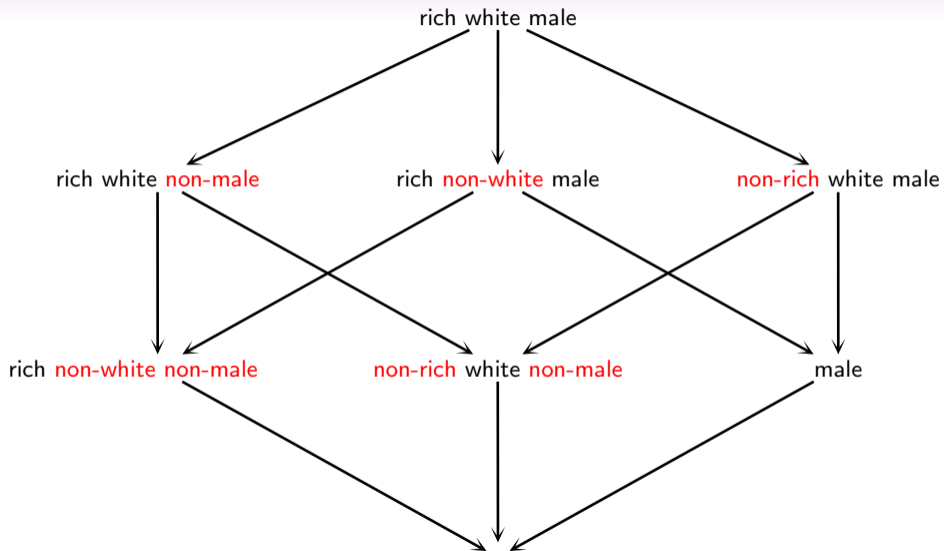 rich white male
rich white non-male
rich non-white male
non-rich white male
rich non-white non-male
non-rich white non-male
male